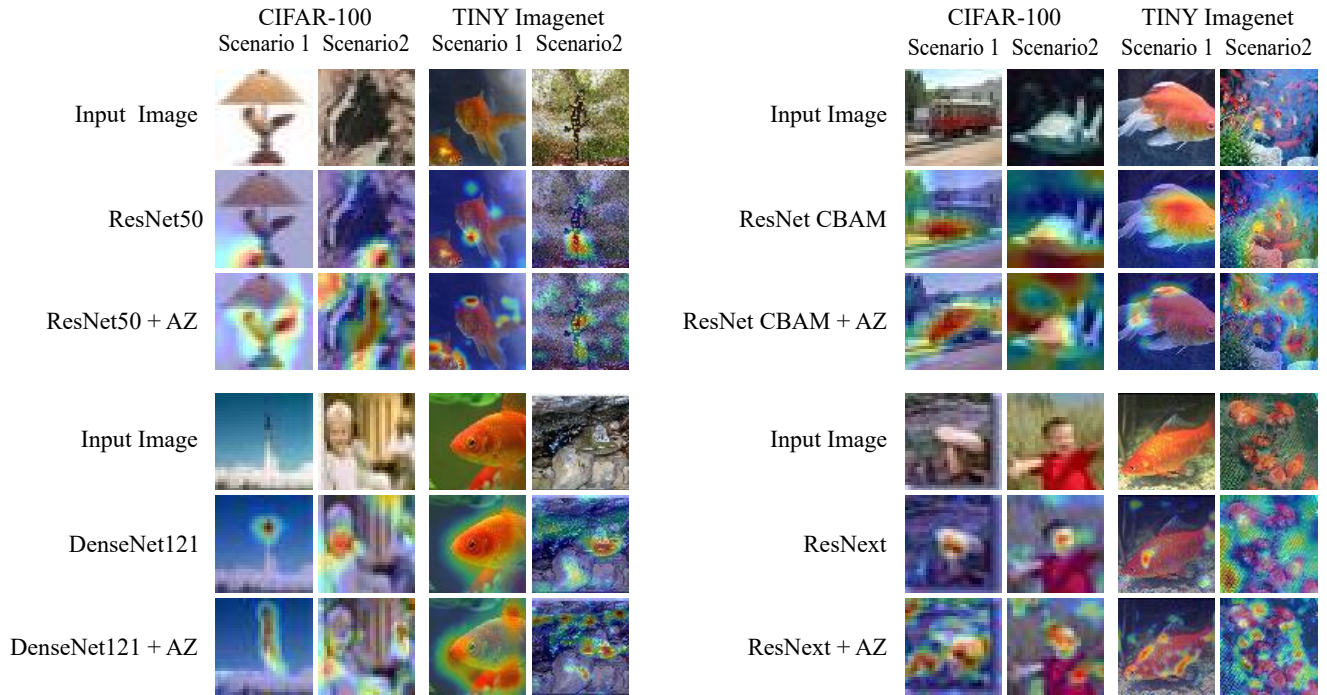 CIFAR-100 TINY Imagenet
Scenario 1 Scenario2 Scenario 1 Scenario2
Input Image
ResNet50
ResNet50 + AZ
Input Image
DenseNet121
DenseNet121 + AZ
CIFAR-100 TINY Imagenet
Scenario 1 Scenario2 Scenario 1 Scenario2
Input Image
ResNet CBAM
ResNet CBAM + AZ
Input Image
ResNext
ResNext + AZ